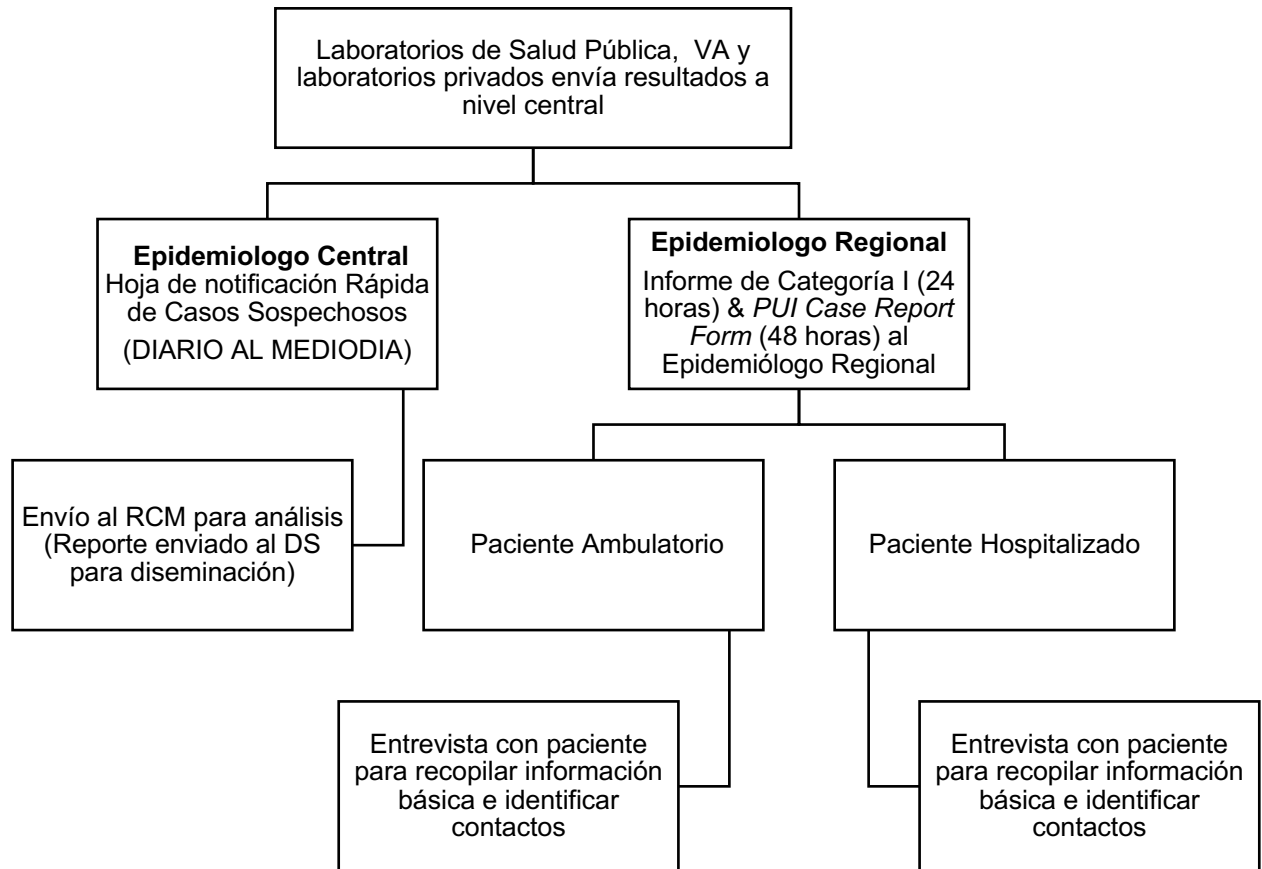 Laboratorios de Salud Pública, VA y
laboratorios privados envía resultados a
nivel central
Epidemiologo Central
Hoja de notificación Rápida
de Casos Sospechosos
(DIARIO AL MEDIODIA)
Epidemiologo Regional
Informe de Categoría I (24
horas) & PUI Case Report
Form (48 horas) al
Epidemiólogo Regional
Envío al RCM para análisis
(Reporte enviado al DS
para diseminación)
Paciente Ambulatorio
Paciente Hospitalizado
Entrevista con paciente
para recopilar información
básica e identificar
contactos
Entrevista con paciente
para recopilar información
básica e identificar
contactos